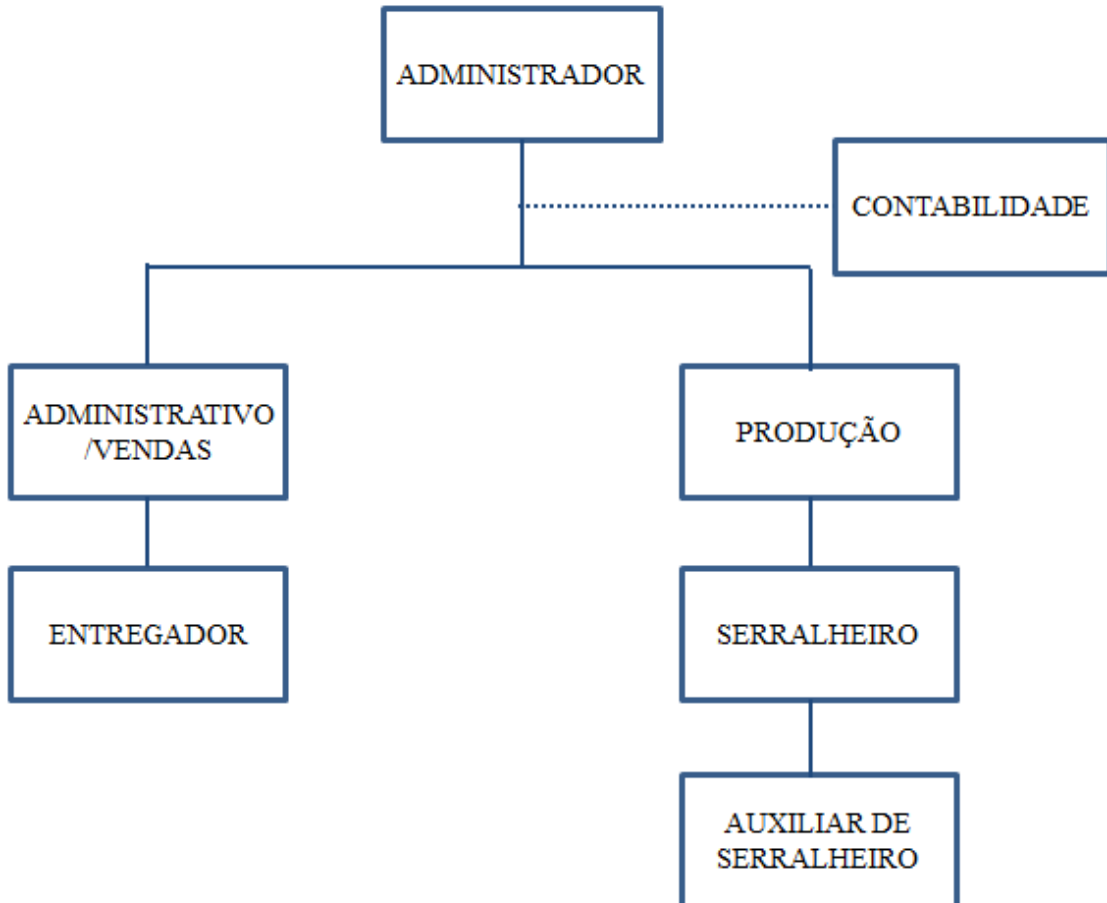 ADMINISTRADOR
CONTABILIDADE
ADMINISTRATIVO
/VENDAS
PRODUÇÃO
ENTREGADOR
SERRALHEIRO
AUXILIAR DE
SERRALHEIRO